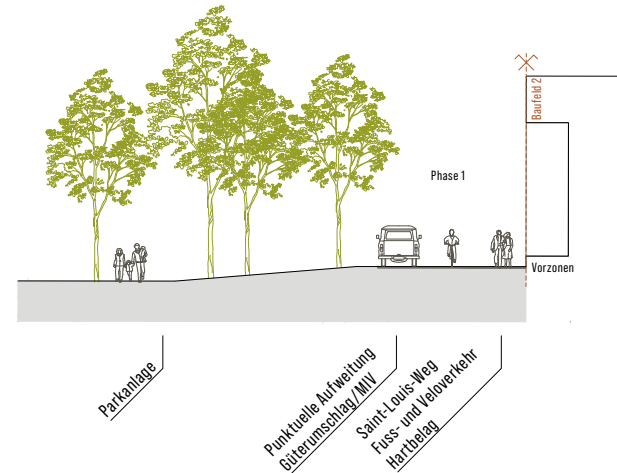 Baufeld 2
Phase 1
Vorzonen
Parkanlage
Punktuelle Aufweitung
Güterumschlag/MIV
Saint-Louis-Weg
Fuss- und Veloverkehr
Hartbelag